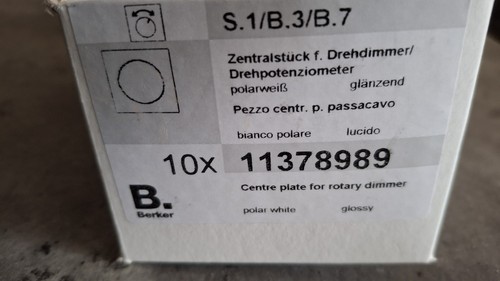 S.1/B.3/B.7
Zentralstück f. Drehdimmer/
Drehpotenziometer
polarweiß glänzend
Pezzo centr. p. passacavo
bianco polare lucido
10x 11378989
B.
Berker
Centre plate for rotary dimmer
polar white glossy